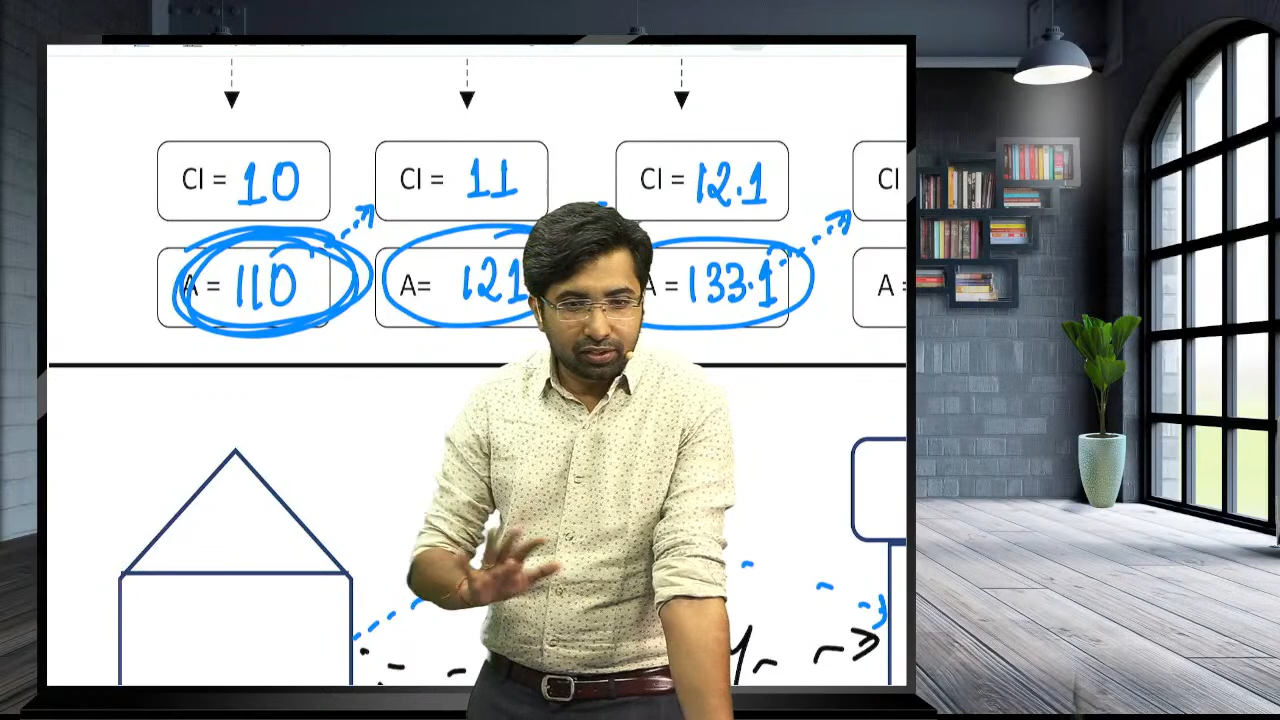 CI = 10 CI = 11 CI = 12.1 CI
A = 110 A= 121 A = 133.1 A =